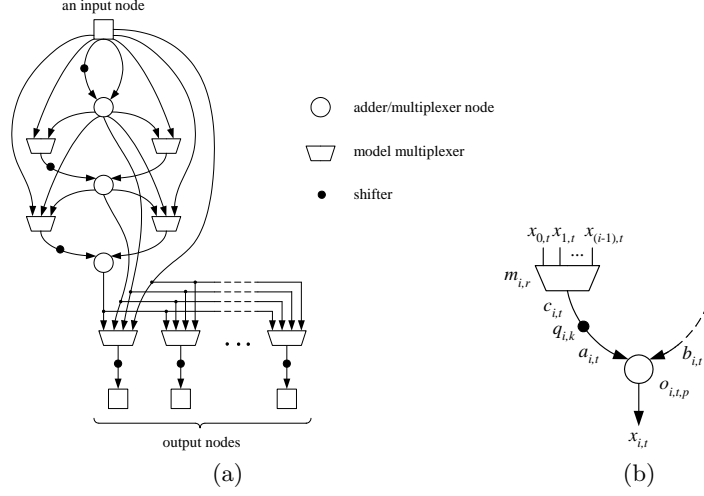 an input node
adder/multiplexer node
model multiplexer
shifter
x0,t x1,t ... x(i-1),t
mi,r
ci,t
qi,k
ai,t
bi,t
oi,t,p
xi,t
...
output nodes
(a)
(b)